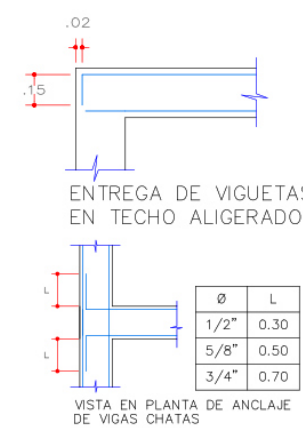 .02
.15
ENTREGA DE VIGUETAS
EN TECHO ALIGERADO
L
L
Ø L
1/2" 0.30
5/8" 0.50
3/4" 0.70
VISTA EN PLANTA DE ANCLAJE
DE VIGAS CHATAS